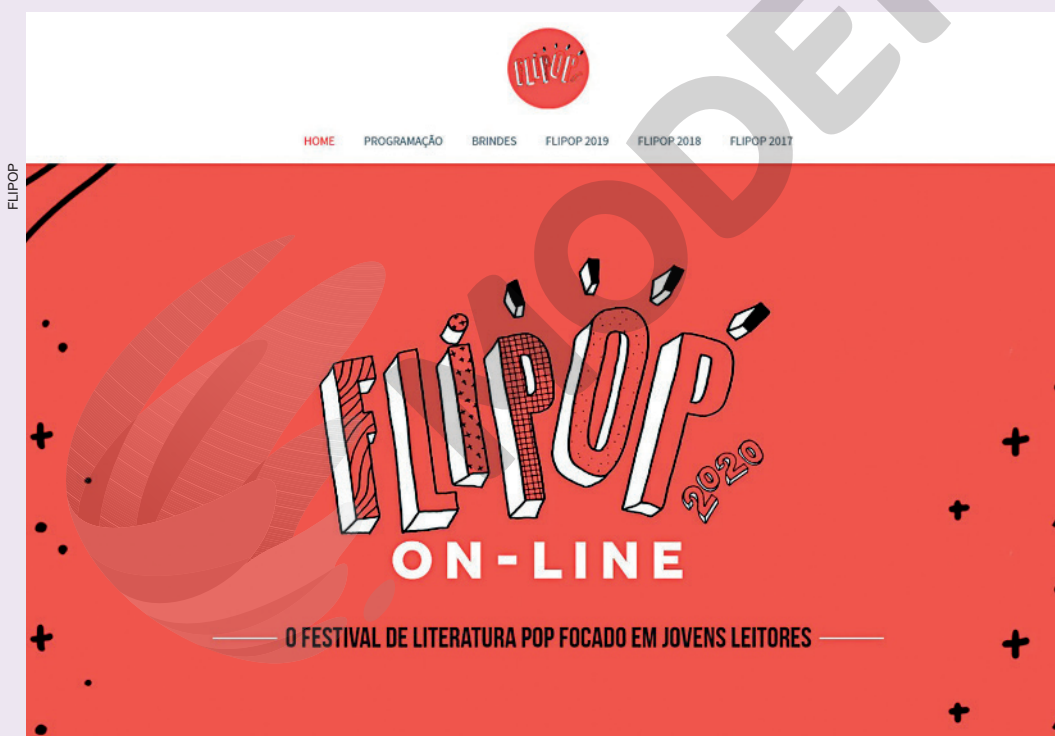 FLIPOP
HOME PROGRAMAÇÃO BRINDES FLIPOP 2019 FLIPOP 2018 FLIPOP 2017
FLIPOP
FLIPOP
2020
ON-LINE
O FESTIVAL DE LITERATURA POP FOCADO EM JOVENS LEITORES